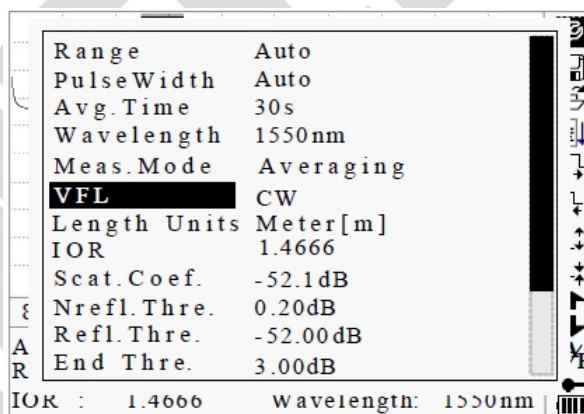 Range Auto
PulseWidth Auto
Avg.Time 30s
Wavelength 1550nm
Meas.Mode Averaging
VFL CW
Length Units Meter[m]
IOR 1.4666
Scat.Coef. -52.1dB
Nrefl.Thre. 0.20dB
Refl.Thre. -52.00dB
End Thre. 3.00dB
A
R
IOR : 1.4666 Wavelength: 1550nm